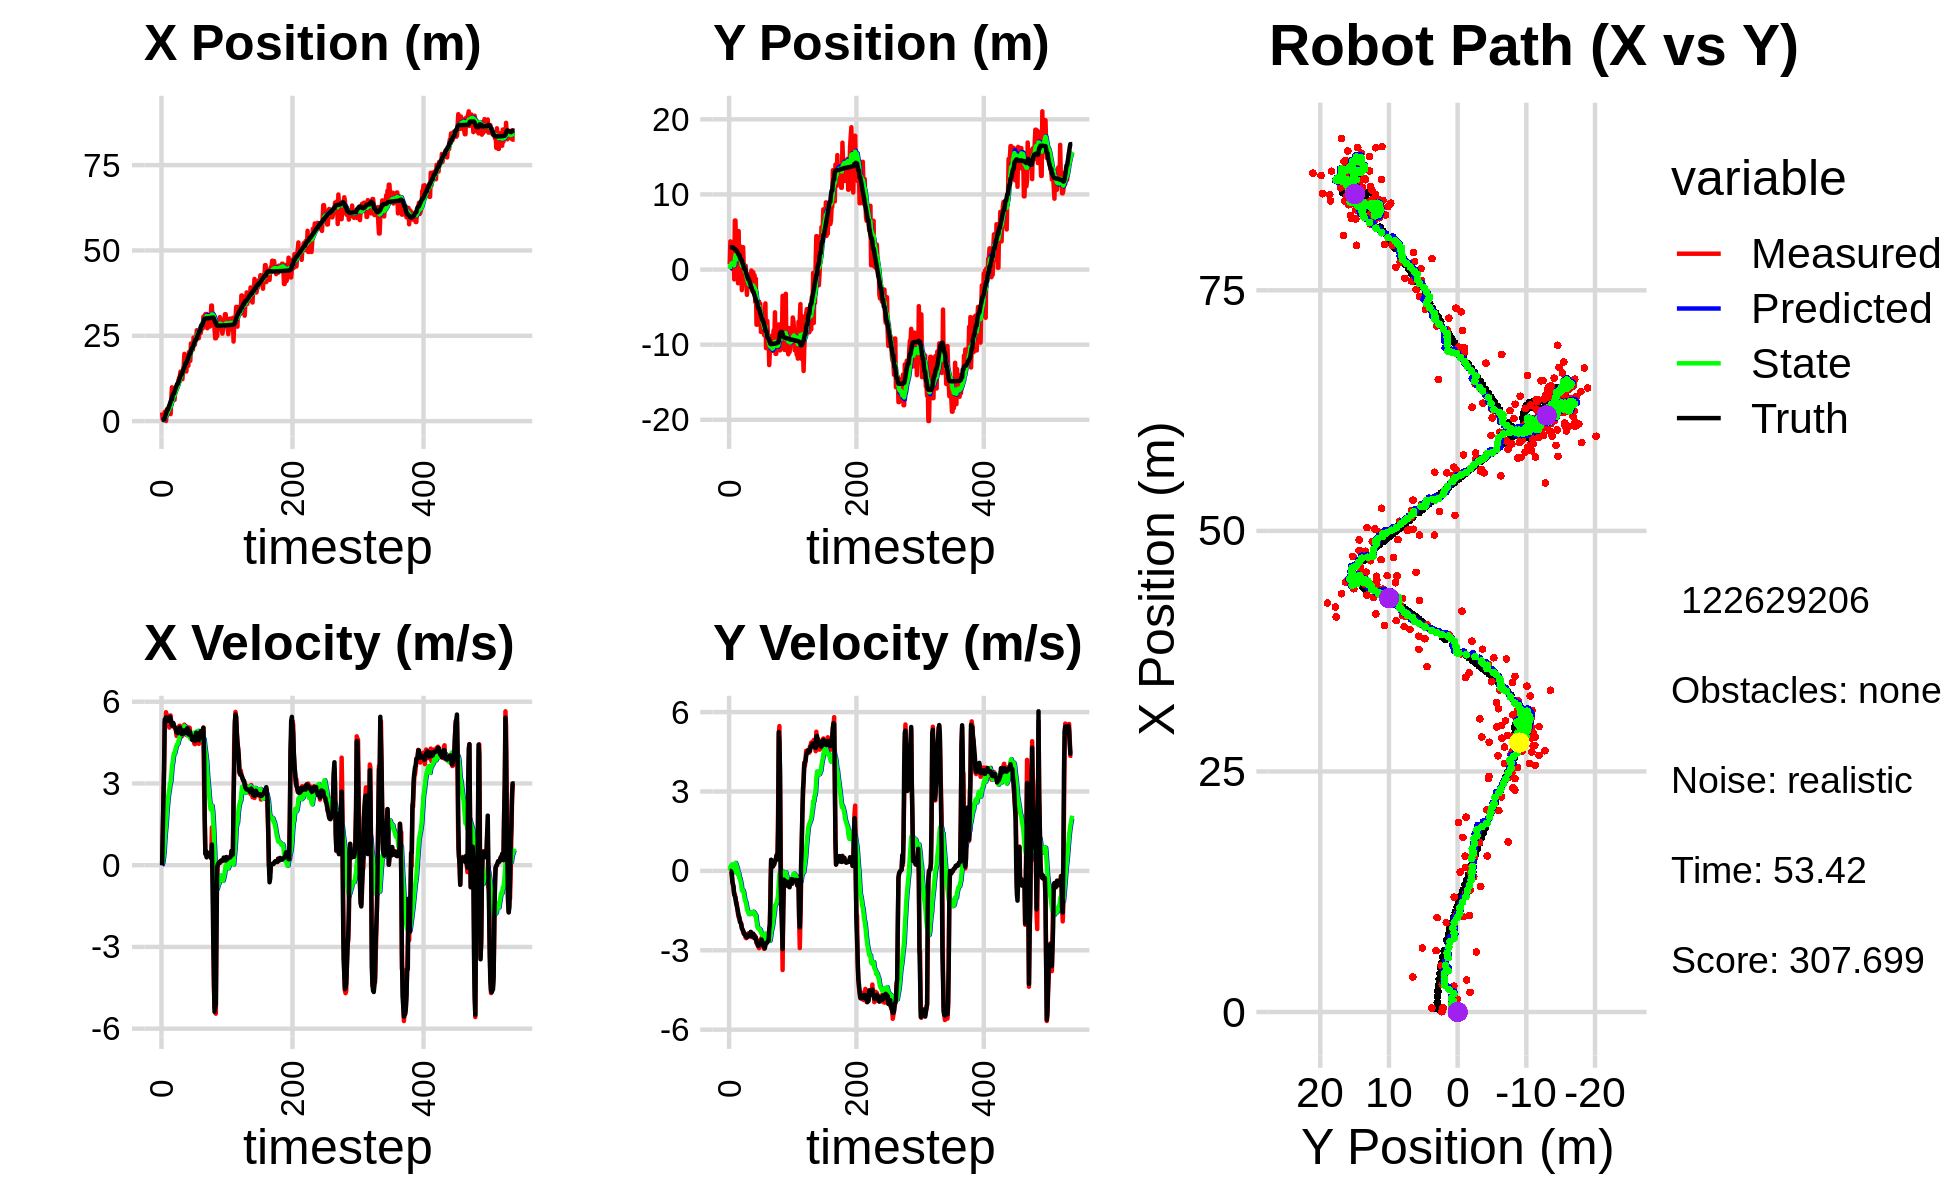 X Position (m)
75
50
25
0
0
200
400
timestep
Y Position (m)
20
10
0
-10
-20
0
200
400
timestep
X Velocity (m/s)
6
3
0
-3
-6
0
200
400
timestep
Y Velocity (m/s)
6
3
0
-3
-6
0
200
400
timestep
Robot Path (X vs Y)
X Position (m)
75
50
25
0
20 10 0 -10 -20
Y Position (m)
variable
Measured
Predicted
State
Truth
122629206
Obstacles: none
Noise: realistic
Time: 53.42
Score: 307.699